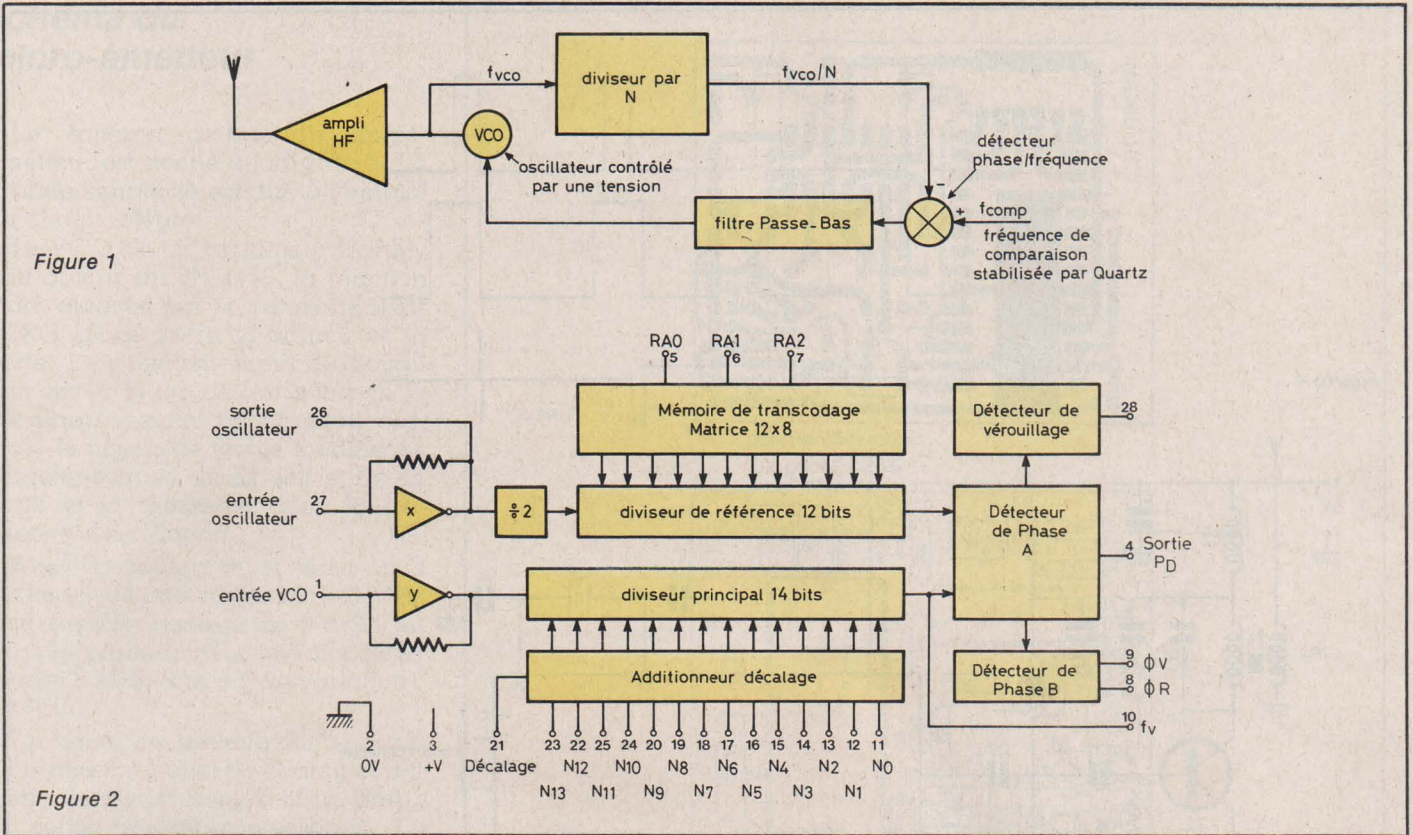 fvco
diviseur par
N
fvco/N
ampli
HF
VCO
oscillateur contrôlé
par une tension
détecteur
phase/fréquence
-
+
fcomp
filtre Passe-Bas
fréquence de
comparaison
stabilisée par Quartz
Figure 1
RA0 RA1 RA2
5 6 7
sortie
oscillateur
26
Mémoire de transcodage
Matrice 12x8
Détecteur de
vérouillage
28
entrée
oscillateur
27
x
÷ 2
diviseur de référence 12 bits
Détecteur
de Phase
A
4
Sortie
PD
entrée VCO
1
y
diviseur principal 14 bits
Additionneur décalage
Détecteur de
Phase B
9 ϕV
8 ϕR
10 fv
2 3 21 23 22 25 24 20 19 18 17 16 15 14 13 12 11
0V +V Décalage N12 N10 N8 N6 N4 N2 N0
N13 N11 N9 N7 N5 N3 N1
Figure 2